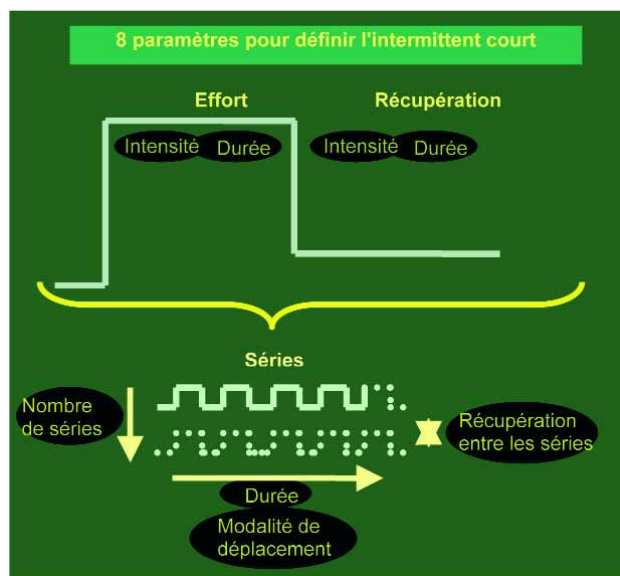 8 paramètres pour définir l'intermittent court
Effort Récupération
Intensité Durée Intensité Durée
Séries
Nombre
de séries
Récupération
entre les séries
Durée
Modalité de
déplacement